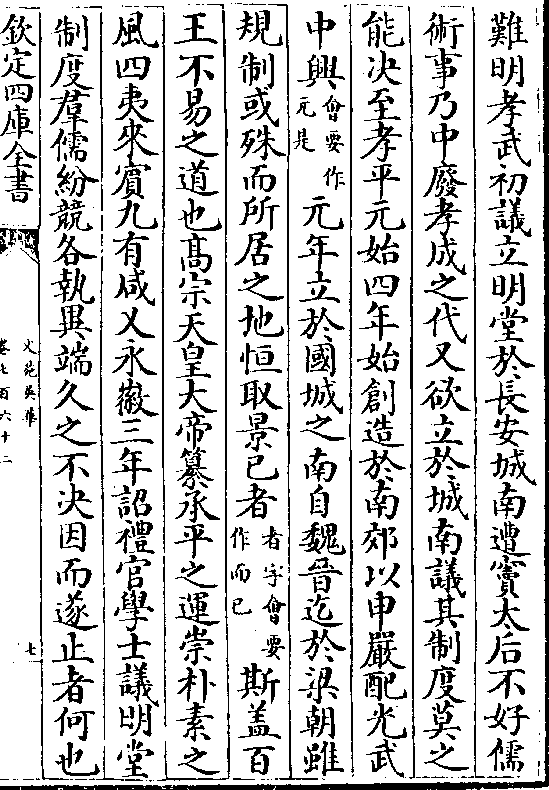 難明孝武初議立明堂於長安城南遭竇太后不好儒
術事乃中廢孝成之代又欲立於城南議其制度莫之
能决至孝平元始四年始創造於南郊以申嚴配光武
中興㑹要作元是元年立於國城之南自魏晉迄於梁朝雖
規制或殊而所居之地恒取景已者者字㑹要作而已斯盖百
王不易之道也髙宗天皇大帝纂承平之運崇朴素之
風四夷來賓九有咸乂永徽三年詔禮官學士議明堂
制度羣儒紛競各執異端久之不决因而遂止者何也
欽定四庫全書
文苑英華
卷七百六十二
七